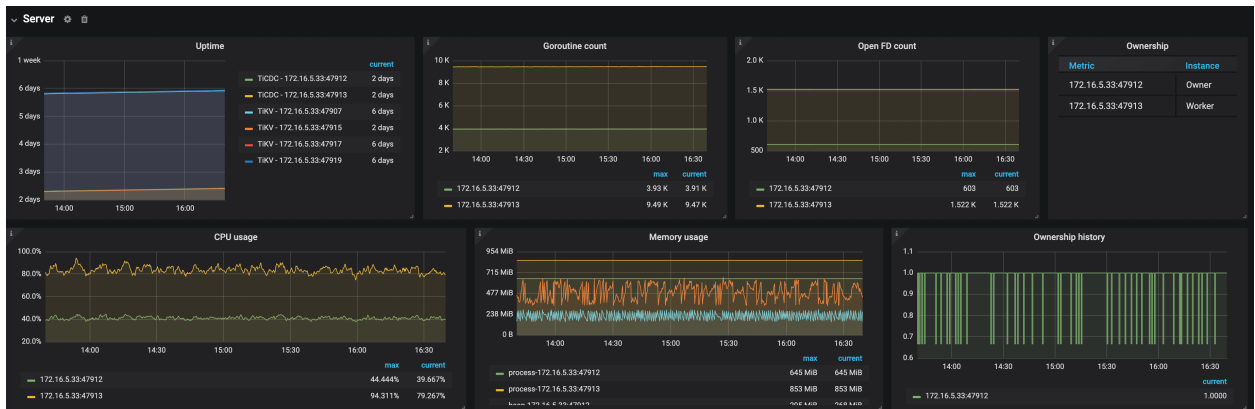 Server
Uptime
1 week
6 days
5 days
4 days
3 days
2 days
14:00 15:00 16:00
current
TiCDC - 172.16.5.33:47912 2 days
TiCDC - 172.16.5.33:47913 2 days
TiKV - 172.16.5.33:47907 6 days
TiKV - 172.16.5.33:47915 2 days
TiKV - 172.16.5.33:47917 6 days
TiKV - 172.16.5.33:47919 6 days
Goroutine count
10 K
8 K
6 K
4 K
2 K
14:00 14:30 15:00 15:30 16:00 16:30
max current
172.16.5.33:47912 3.93 K 3.91 K
172.16.5.33:47913 9.49 K 9.47 K
Open FD count
2.0 K
1.5 K
1.0 K
500
14:00 14:30 15:00 15:30 16:00 16:30
max current
172.16.5.33:47912 603 603
172.16.5.33:47913 1.522 K 1.522 K
Ownership
Metric Instance
172.16.5.33:47912 Owner
172.16.5.33:47913 Worker
CPU usage
100.0%
80.0%
60.0%
40.0%
20.0%
14:00 14:30 15:00 15:30 16:00 16:30
max current
172.16.5.33:47912 44.444% 39.667%
172.16.5.33:47913 94.311% 79.267%
Memory usage
954 MiB
715 MiB
477 MiB
238 MiB
0 B
14:00 14:30 15:00 15:30 16:00 16:30
max current
process-172.16.5.33:47912 645 MiB 645 MiB
process-172.16.5.33:47913 853 MiB 853 MiB
Ownership history
1.1
1.0
0.9
0.8
0.7
0.6
14:00 14:30 15:00 15:30 16:00 16:30
current
172.16.5.33:47912 1.0000